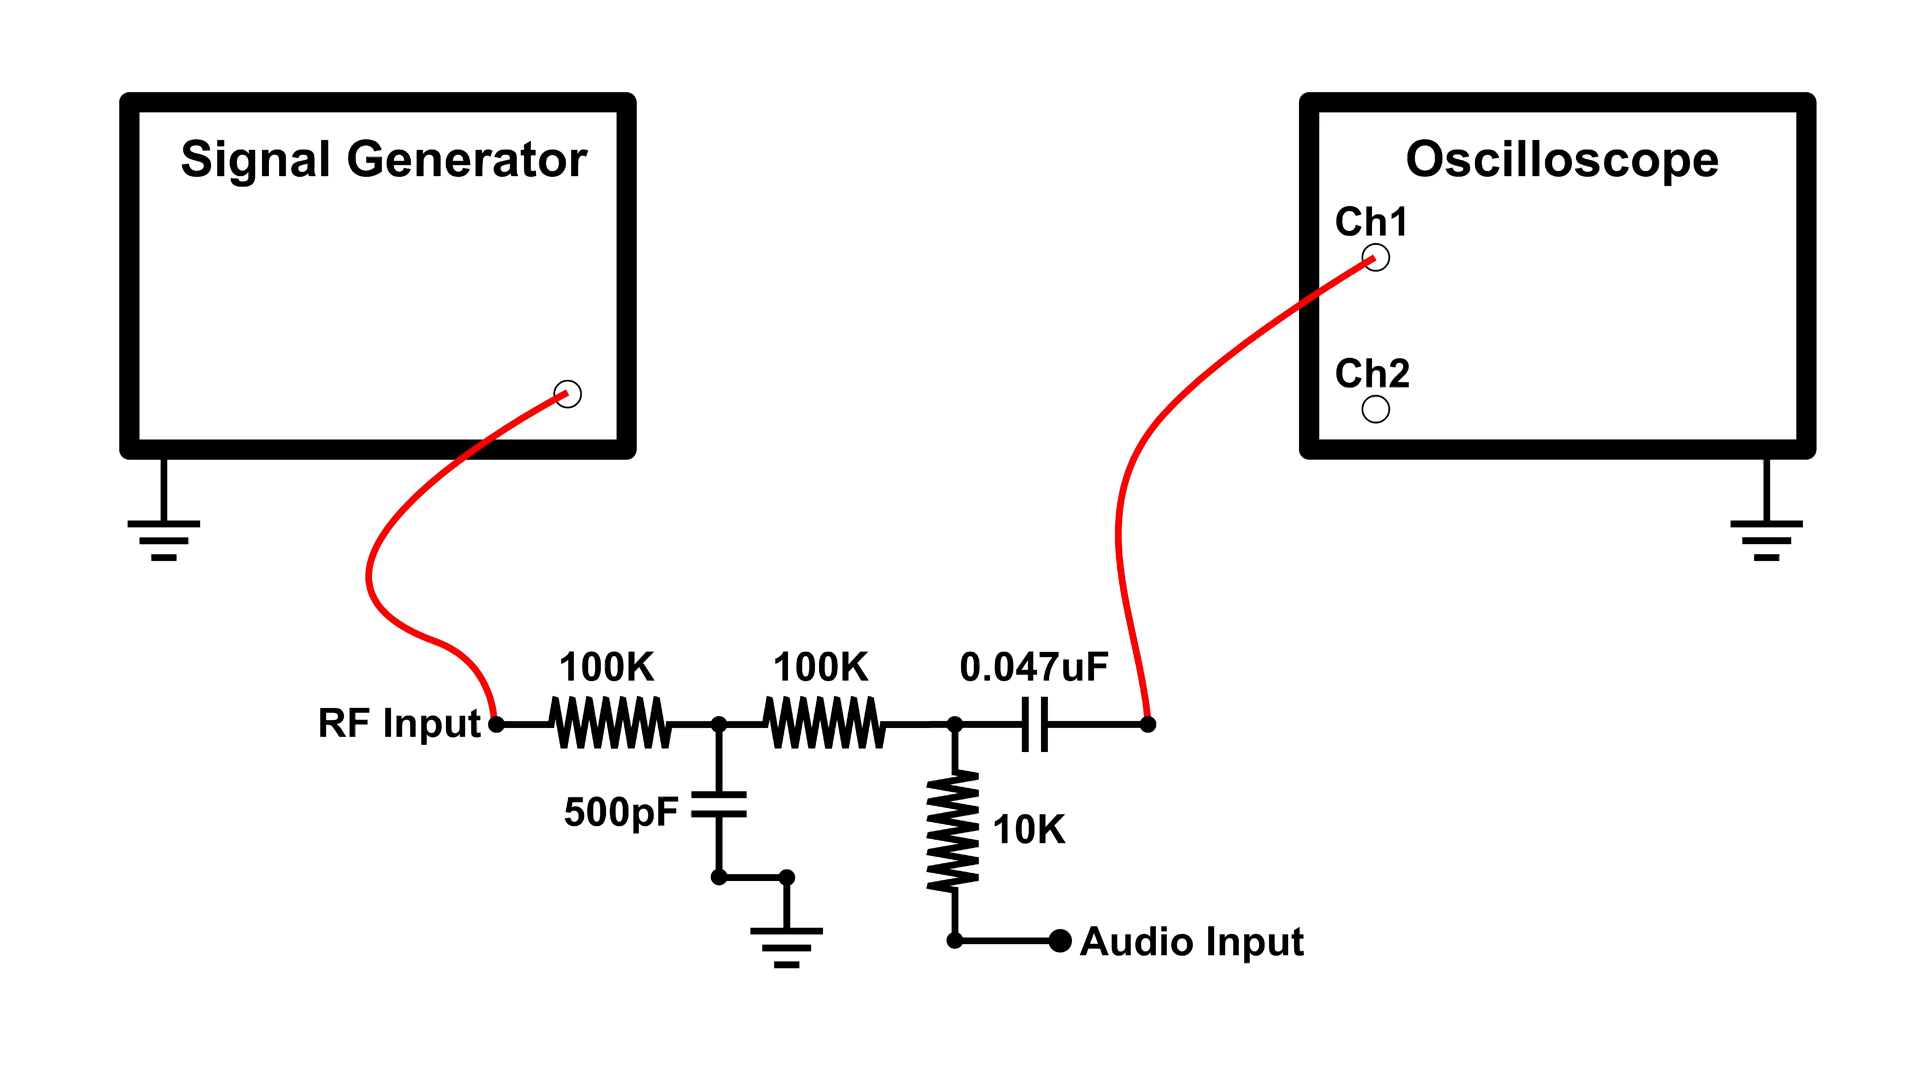 Signal Generator
Oscilloscope
Ch1
Ch2
100K
100K
0.047uF
RF Input
500pF
10K
Audio Input